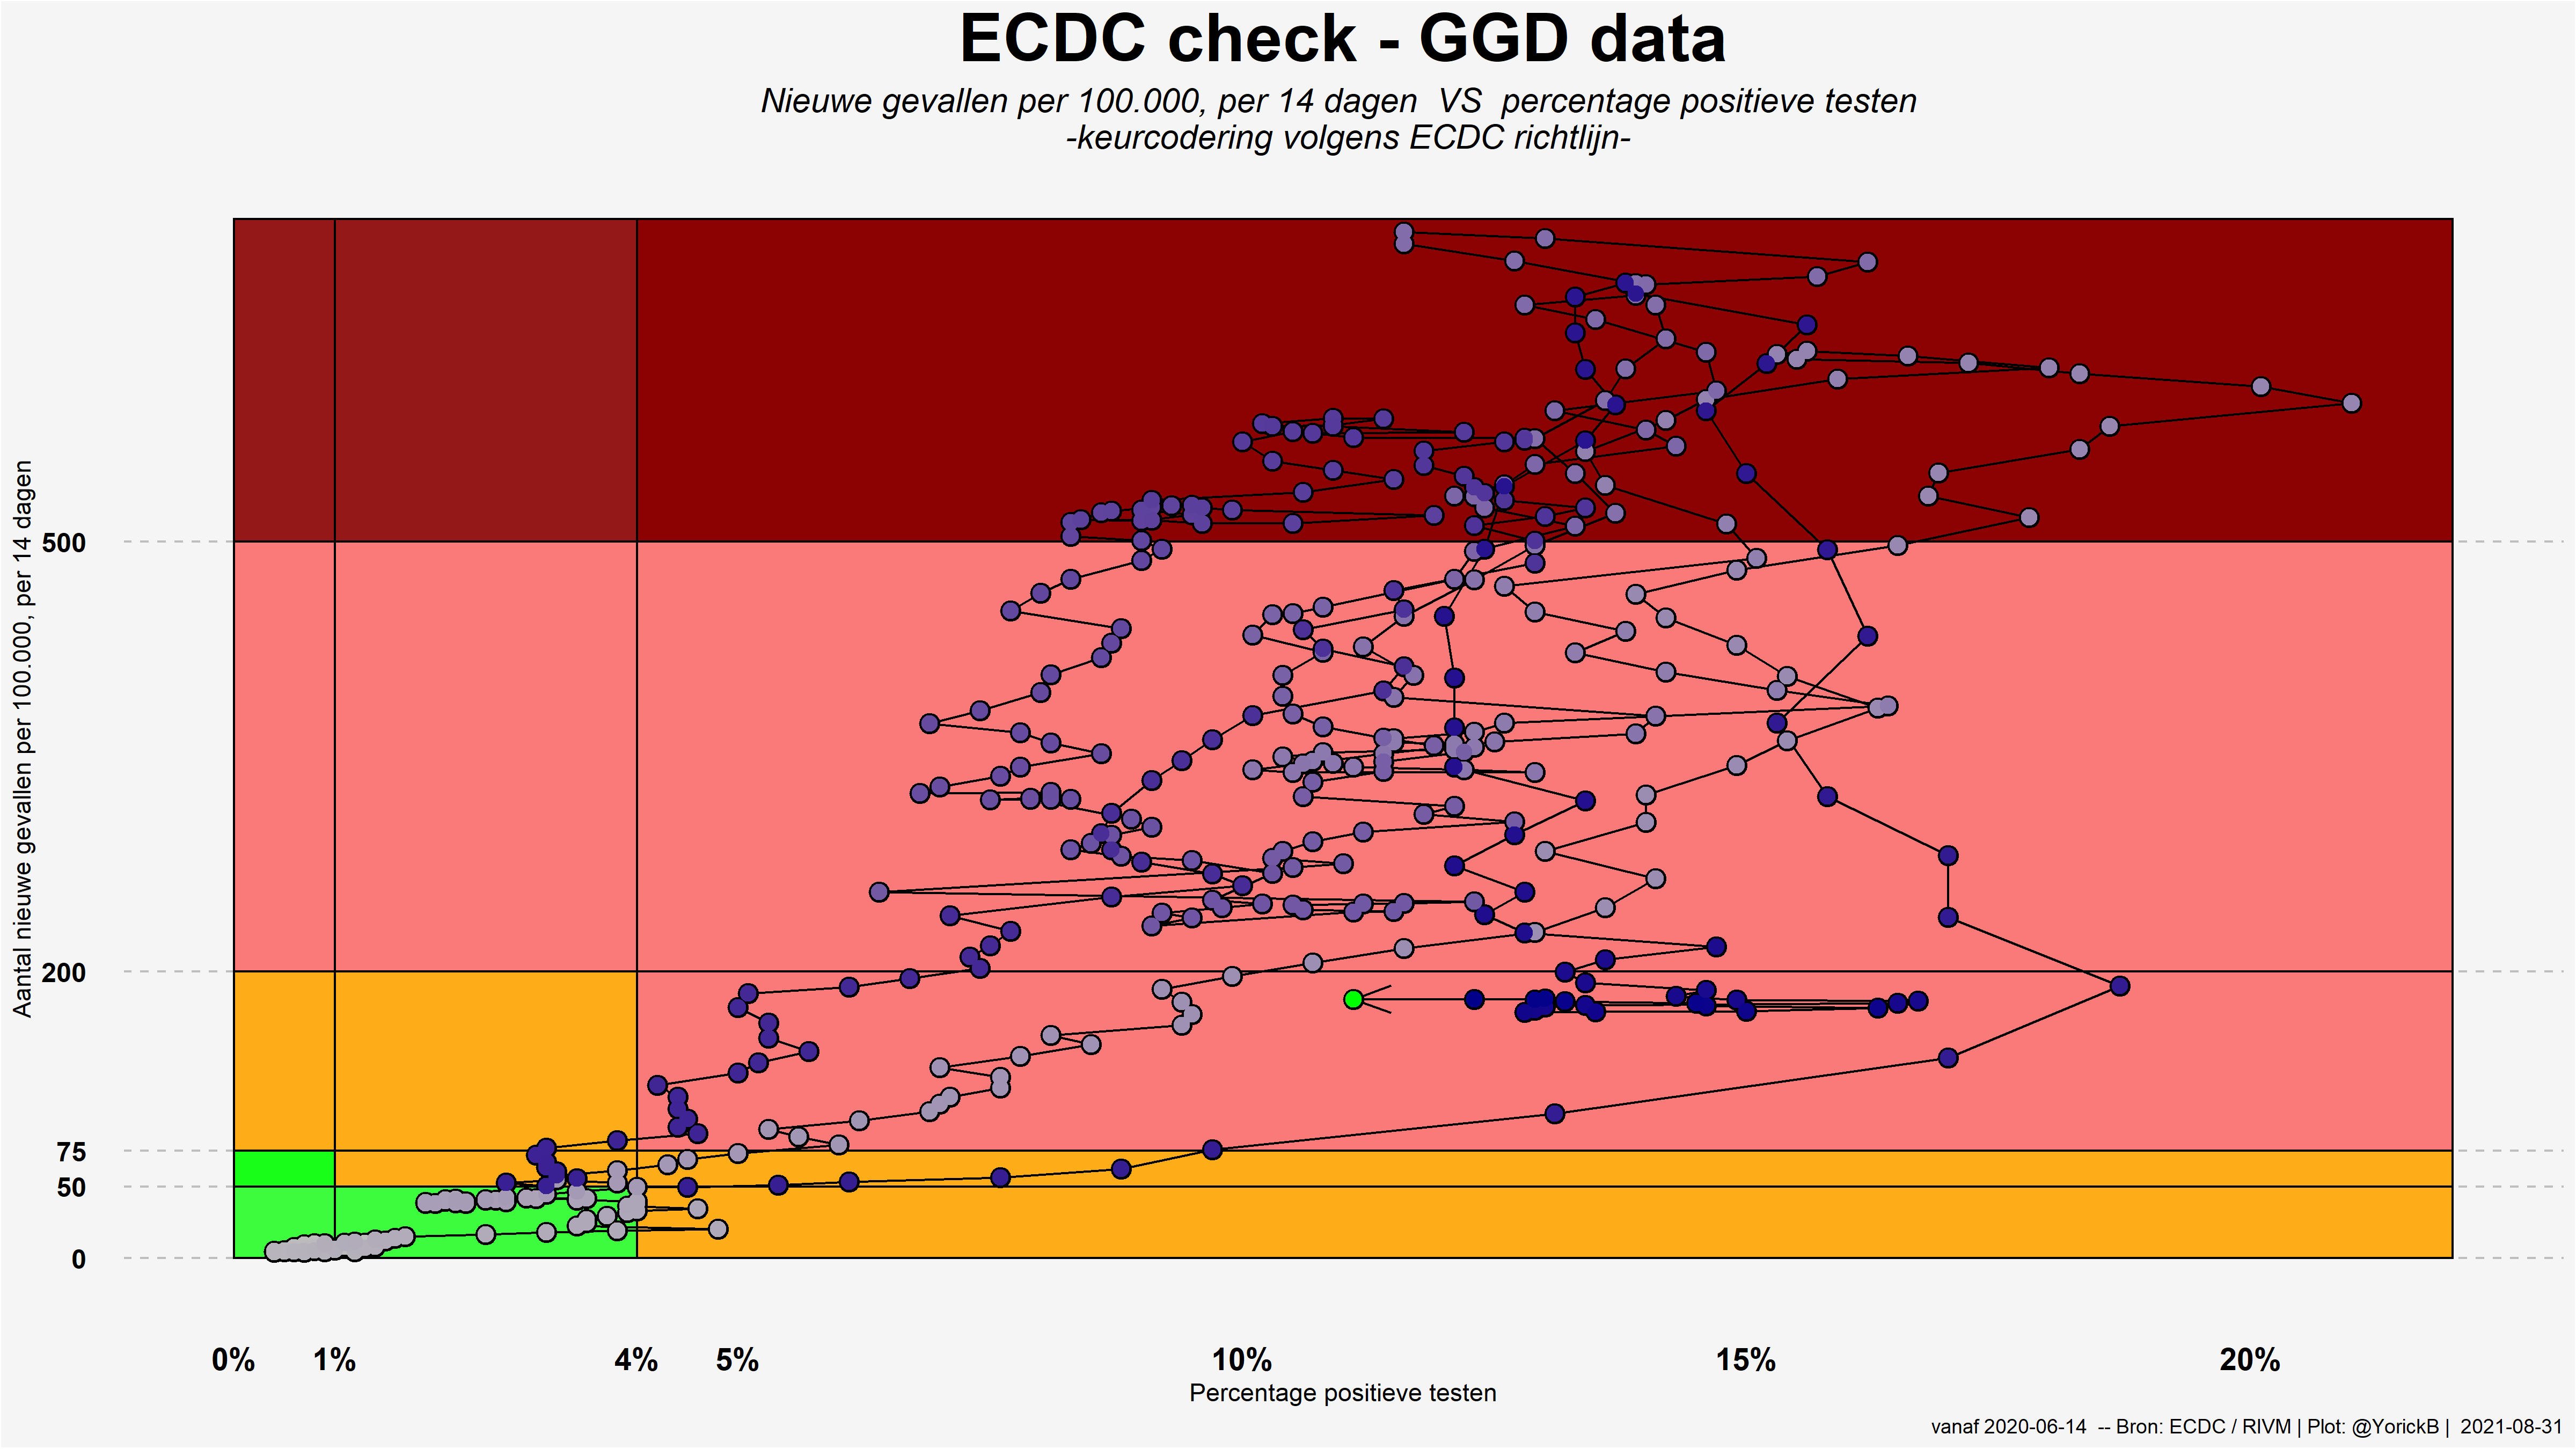 ECDC check - GGD data
Nieuwe gevallen per 100.000, per 14 dagen  VS  percentage positieve testen
-keurcodering volgens ECDC richtlijn-
Aantal nieuwe gevallen per 100.000, per 14 dagen
500
200
75
50
0
0% 1% 4% 5% 10% 15% 20%
Percentage positieve testen
vanaf 2020-06-14  -- Bron: ECDC / RIVM | Plot: @YorickB |  2021-08-31